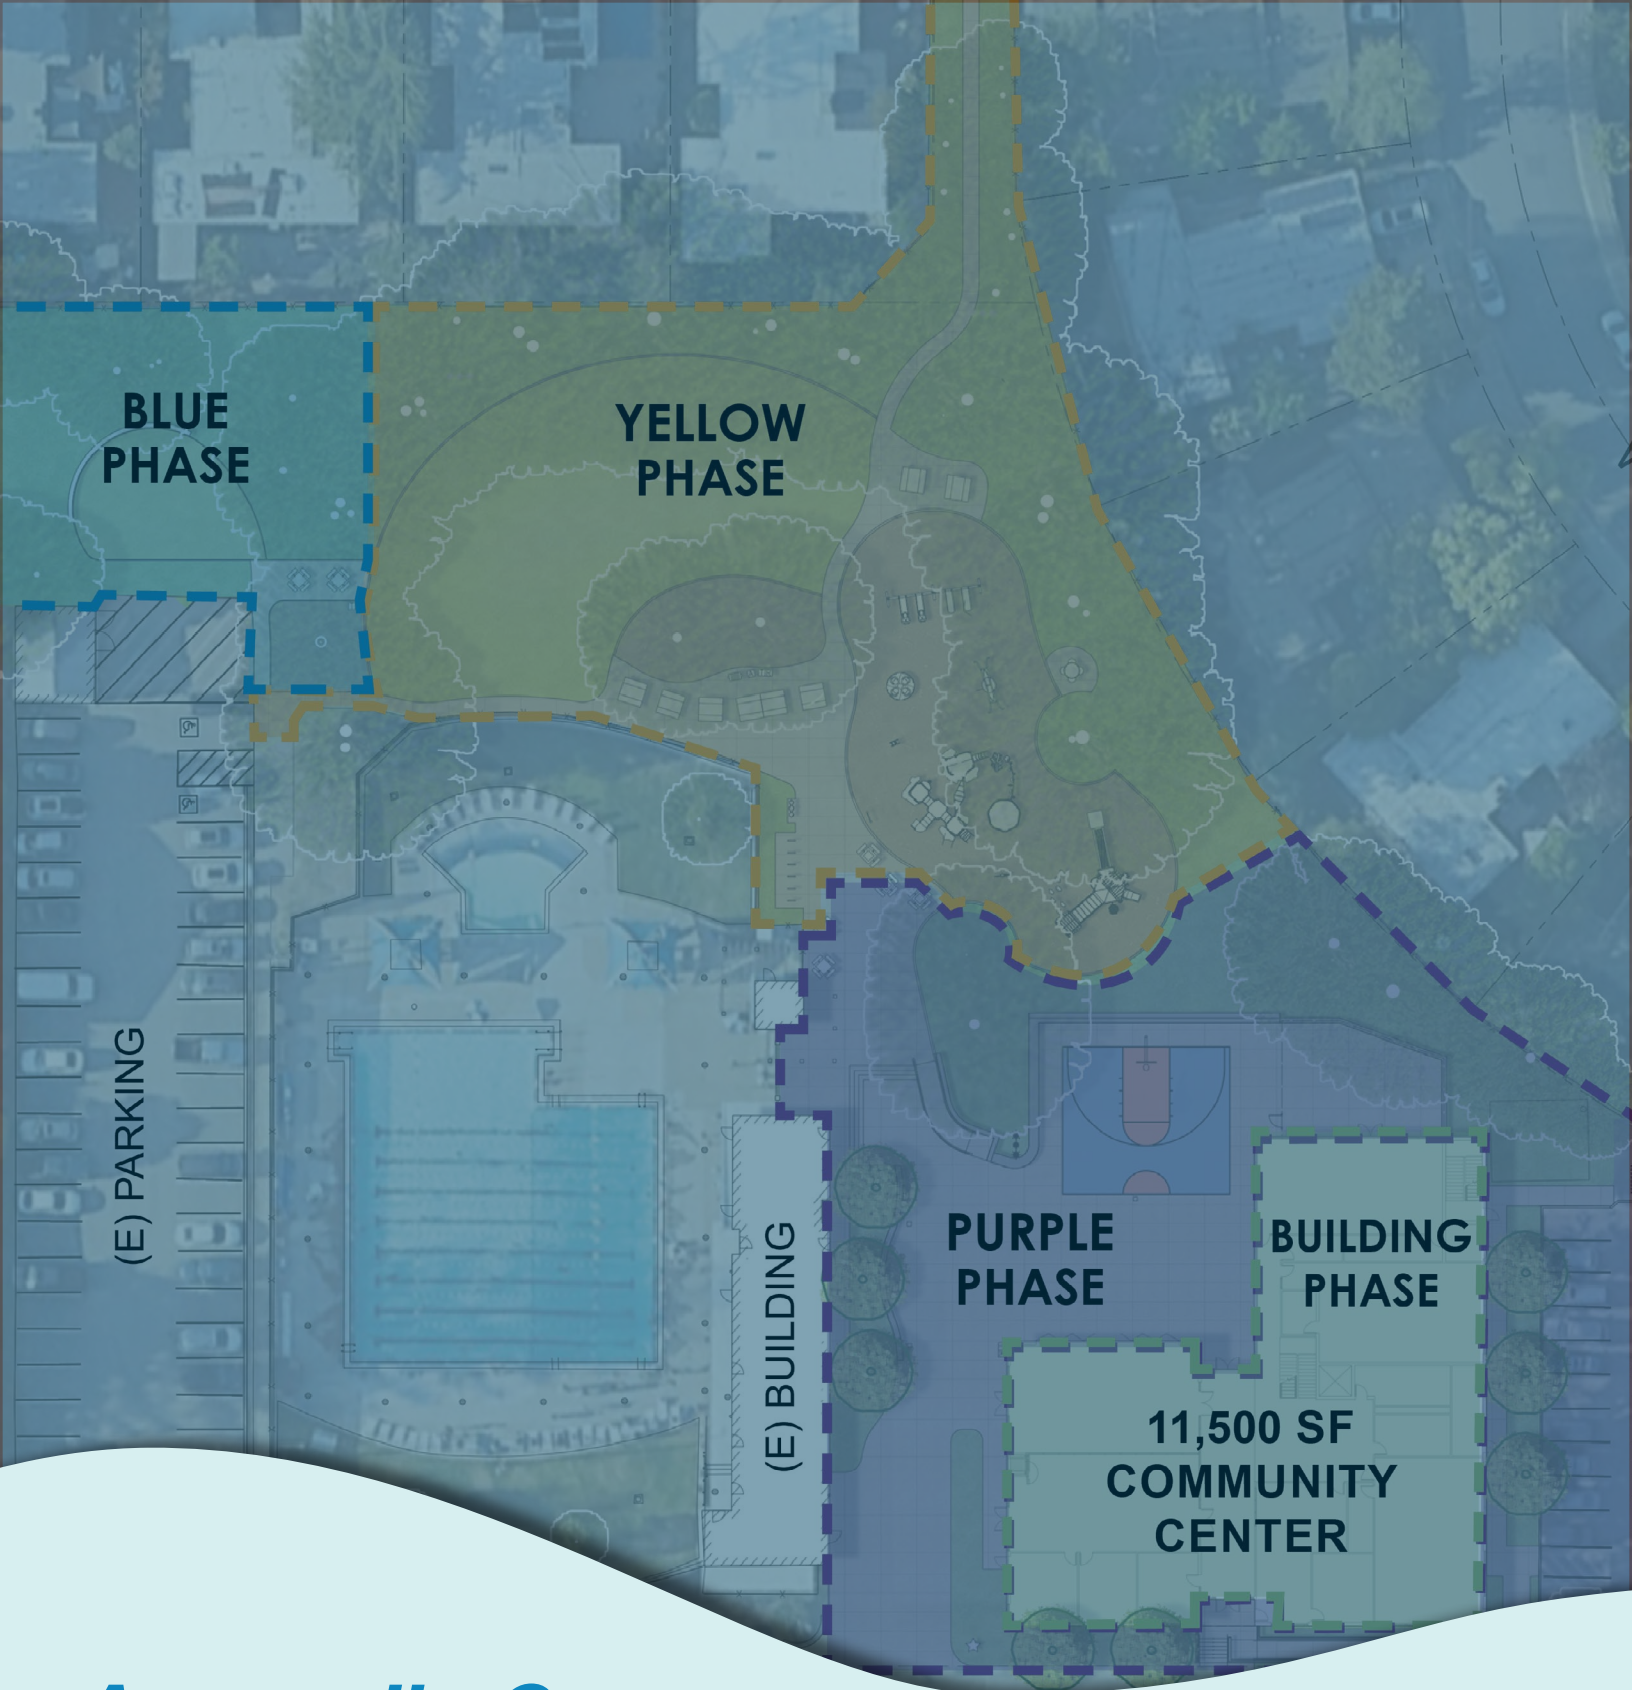 BLUE
PHASE
YELLOW
PHASE
(E) PARKING
(E) BUILDING
PURPLE
PHASE
BUILDING
PHASE
11,500 SF
COMMUNITY
CENTER